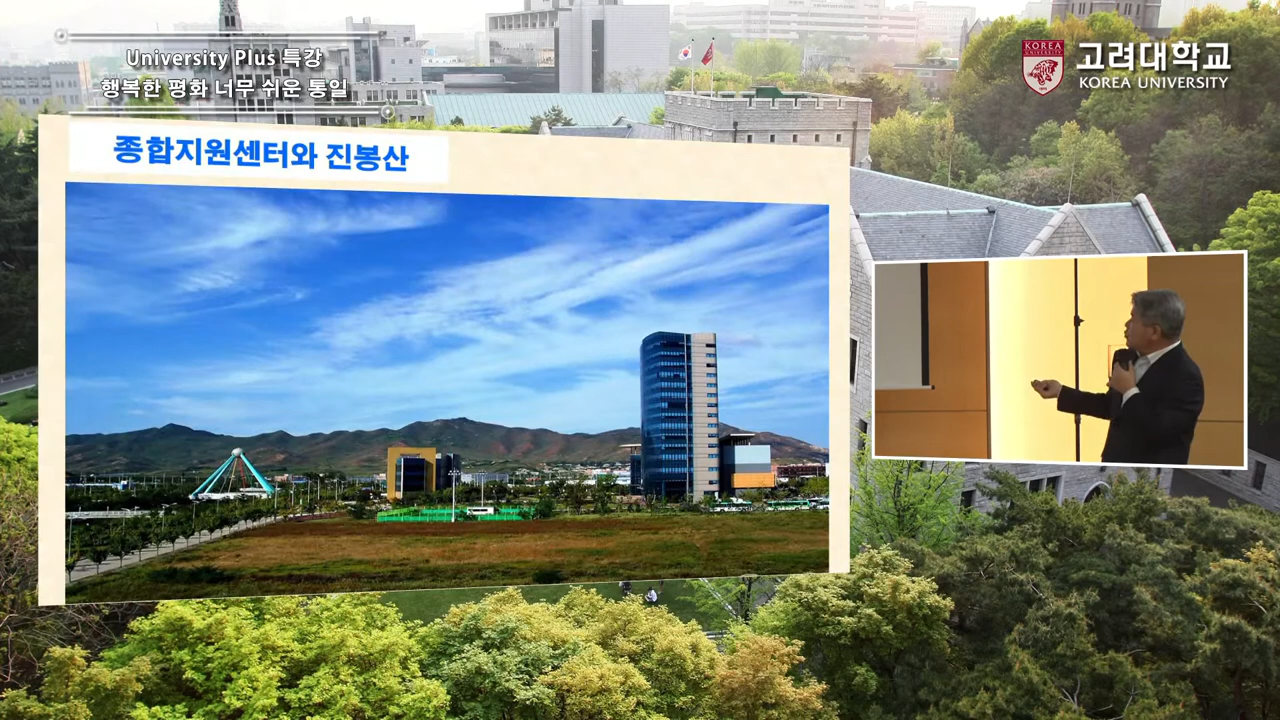 University Plus 특강
행복한 평화 너무 쉬운 통일
KOREA
UNIVERSITY
고려대학교
KOREA UNIVERSITY
종합지원센터와 진봉산